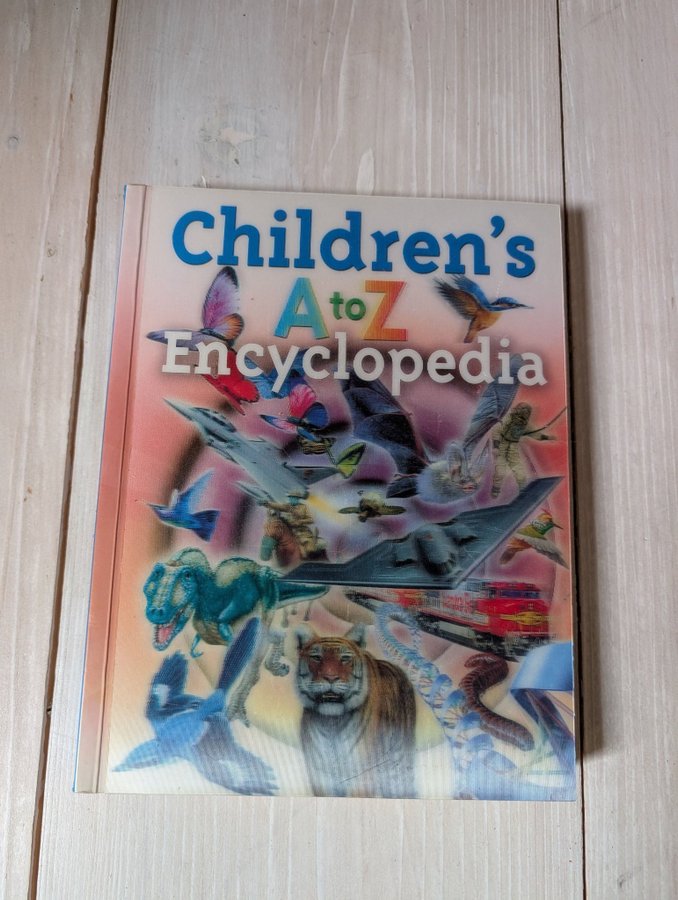 Children's
A to Z
Encyclopedia